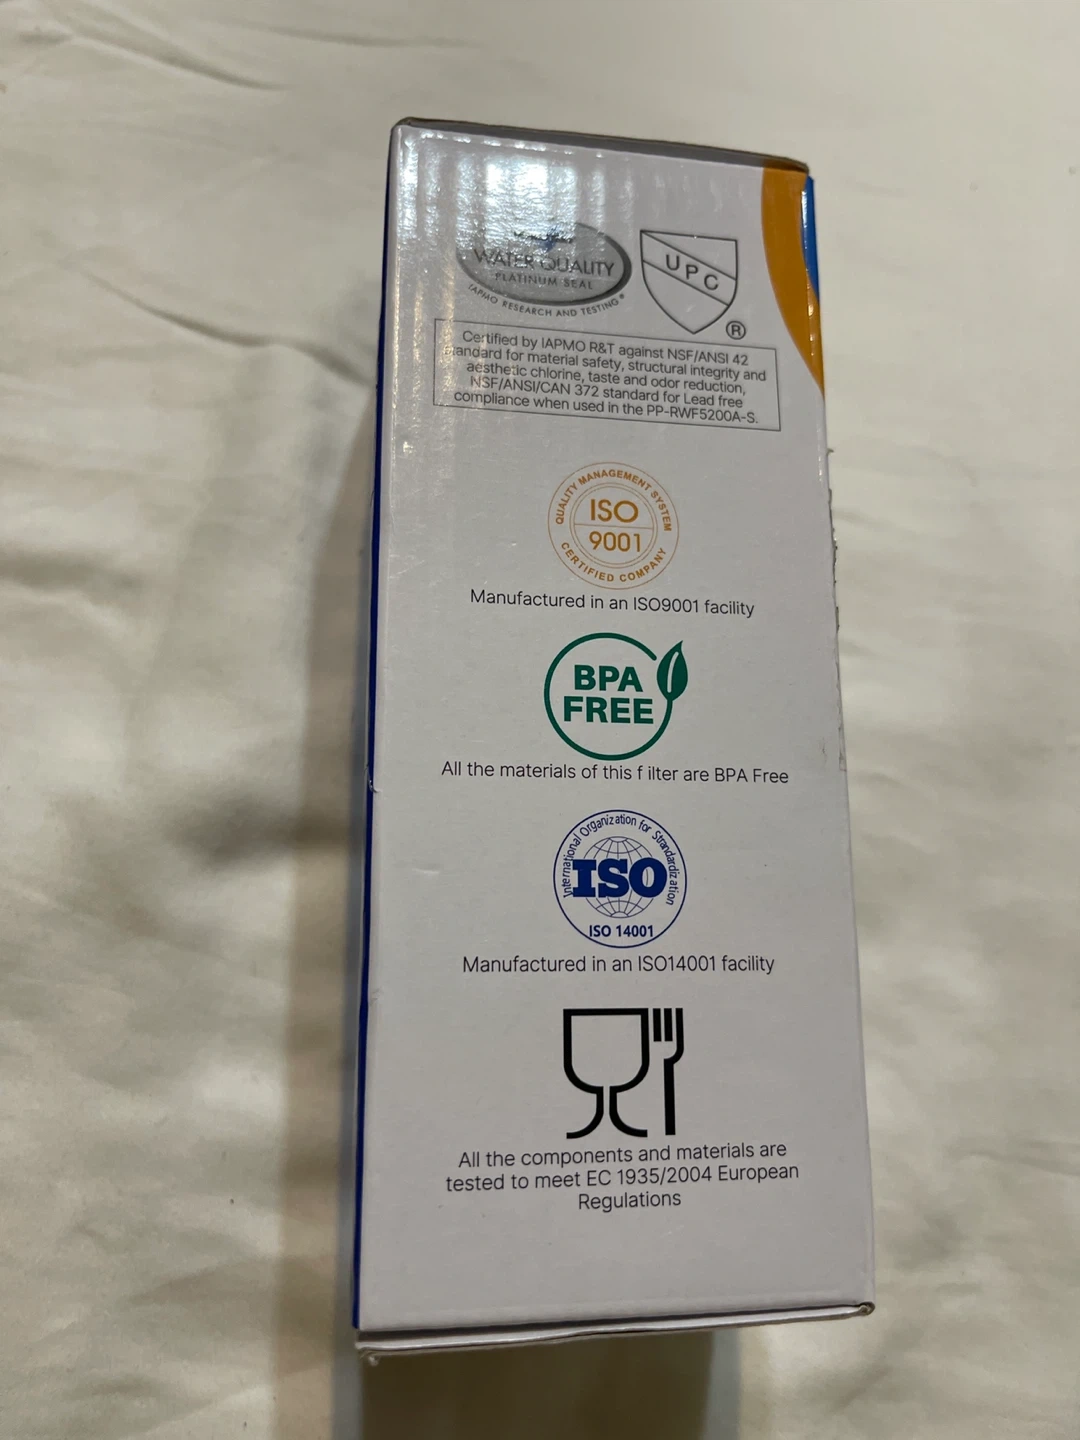 WATER QUALITY
PLATINUM SEAL
IAPMO RESEARCH AND TESTING®
UPC
®
Certified by IAPMO R&T against NSF/ANSI 42
standard for material safety, structural integrity and
aesthetic chlorine, taste and odor reduction,
NSF/ANSI/CAN 372 standard for Lead free
compliance when used in the PP-RWF5200A-S.
QUALITY MANAGEMENT SYSTEM
ISO
9001
CERTIFIED COMPANY
Manufactured in an ISO9001 facility
BPA
FREE
All the materials of this f ilter are BPA Free
International Organization for Strandardization
ISO
ISO 14001
Manufactured in an ISO14001 facility
All the components and materials are
tested to meet EC 1935/2004 European
Regulations